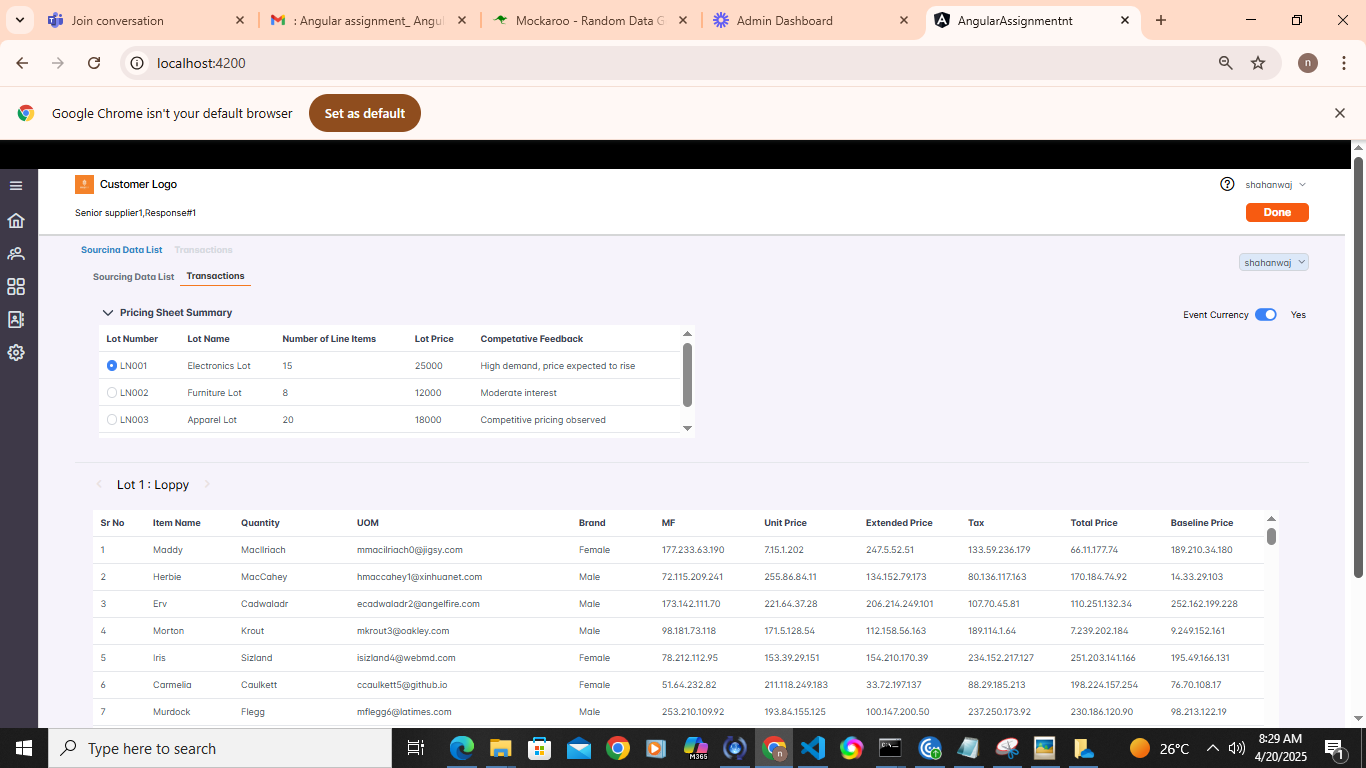 Join conversation : Angular assignment_ Angul Mockaroo - Random Data G Admin Dashboard AngularAssignmentnt
localhost:4200 n
Google Chrome isn't your default browser Set as default
Customer Logo shahanwaj
Senior supplier1,Response#1 Done
Sourcing Data List Transactions
shahanwaj
Sourcing Data List Transactions
Pricing Sheet Summary Event Currency Yes
Lot Number Lot Name Number of Line Items Lot Price Competative Feedback
LN001 Electronics Lot 15 25000 High demand, price expected to rise
LN002 Furniture Lot 8 12000 Moderate interest
LN003 Apparel Lot 20 18000 Competitive pricing observed
Lot 1 : Loppy
Sr No Item Name Quantity UOM Brand MF Unit Price Extended Price Tax Total Price Baseline Price
1 Maddy MacIlriach mmacilriach0@jigsy.com Female 177.233.63.190 7.15.1.202 247.5.52.51 133.59.236.179 66.11.177.74 189.210.34.180
2 Herbie MacCahey hmaccahey1@xinhuanet.com Male 72.115.209.241 255.86.84.11 134.152.79.173 80.136.117.163 170.184.74.92 14.33.29.103
3 Erv Cadwaladr ecadwaladr2@angelfire.com Male 173.142.111.70 221.64.37.28 206.214.249.101 107.70.45.81 110.251.132.34 252.162.199.228
4 Morton Krout mkrout3@oakley.com Male 98.181.73.118 171.5.128.54 112.158.56.163 189.114.1.64 7.239.202.184 9.249.152.161
5 Iris Sizland isizland4@webmd.com Female 78.212.112.95 153.39.29.151 154.210.170.39 234.152.217.127 251.203.141.166 195.49.166.131
6 Carmelia Caulkett ccaulkett5@github.io Female 51.64.232.82 211.118.249.183 33.72.197.137 88.29.185.213 198.224.157.254 76.70.108.17
7 Murdock Flegg mflegg6@latimes.com Male 253.210.109.92 193.84.155.125 100.147.200.50 237.250.173.92 230.186.120.90 98.213.122.19
Type here to search M365 n 26°C 8:29 AM
4/20/2025 1